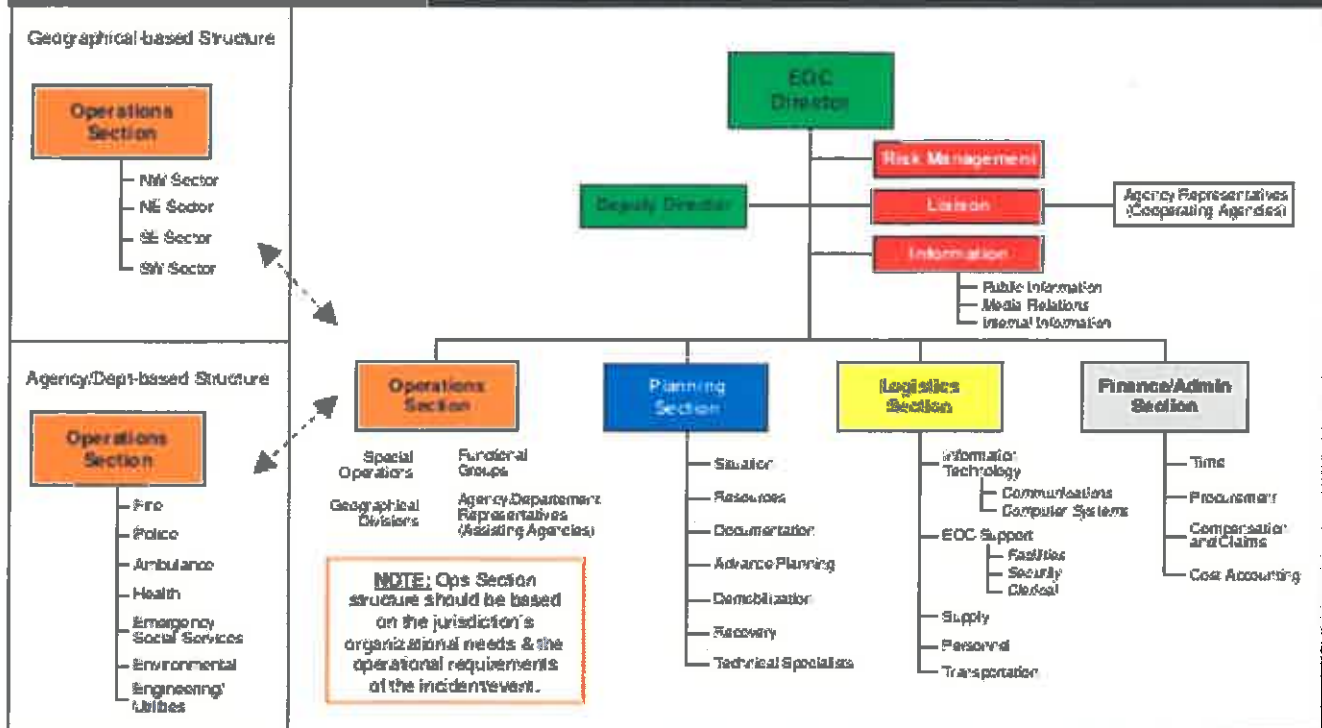 Geographical-based Structure
Operations
Section
NW Sector
NE Sector
SE Sector
SW Sector
Agency/Dept-based Structure
Operations
Section
Fire
Police
Ambulance
Health
Emergency
Social Services
Environmental
Engineering/
Utilities
EOC
Director
Risk Management
Deputy Director
Liaison
Agency Representatives
(Cooperating Agencies)
Information
Public Information
Media Relations
Internal Information
Operations
Section
Special
Operations
Functional
Groups
Geographical
Divisions
Agency/Departement
Representatives
(Assisting Agencies)
NOTE: Ops Section
structure should be based
on the jurisdiction's
organizational needs & the
operational requirements
of the incident/event.
Planning
Section
Situation
Resources
Documentation
Advance Planning
Demobilization
Recovery
Technical Specialists
Logistics
Section
Information
Technology
Communications
Computer Systems
EOC Support
Facilities
Security
Clerical
Supply
Personnel
Transportation
Finance/Admin
Section
Time
Procurement
Compensation
and Claims
Cost Accounting